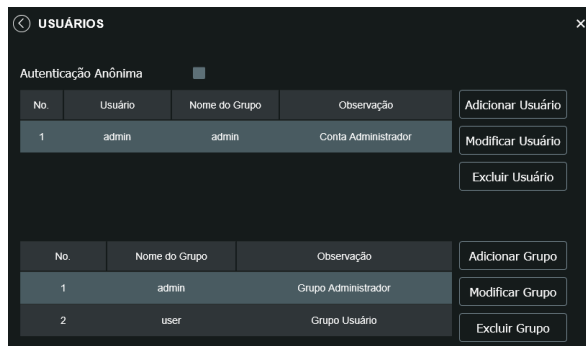 USUÁRIOS
Autenticação Anônima
No. Usuário Nome do Grupo Observação
1 admin admin Conta Administrador
Adicionar Usuário
Modificar Usuário
Excluir Usuário
No. Nome do Grupo Observação
1 admin Grupo Administrador
2 user Grupo Usuário
Adicionar Grupo
Modificar Grupo
Excluir Grupo